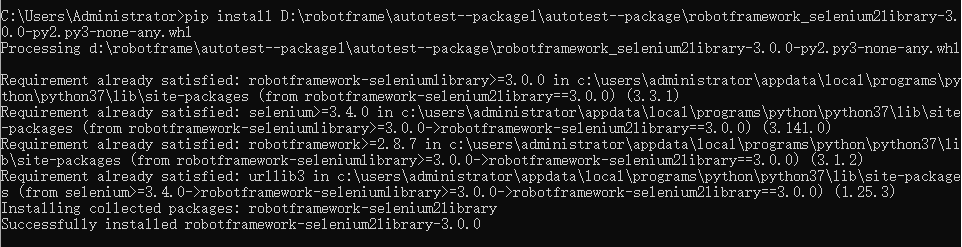 C:\Users\Administrator>pip install D:\robotframe\autotest--package1\autotest--package\robotframework_selenium2library-3.
0.0-py2.py3-none-any.whl
Processing d:\robotframe\autotest--package1\autotest--package\robotframework_selenium2library-3.0.0-py2.py3-none-any.whl
Requirement already satisfied: robotframework-seleniumlibrary>=3.0.0 in c:\users\administrator\appdata\local\programs\py
thon\python37\lib\site-packages (from robotframework-selenium2library==3.0.0) (3.3.1)
Requirement already satisfied: selenium>=3.4.0 in c:\users\administrator\appdata\local\programs\python\python37\lib\site
-packages (from robotframework-seleniumlibrary>=3.0.0->robotframework-selenium2library==3.0.0) (3.141.0)
Requirement already satisfied: robotframework>=2.8.7 in c:\users\administrator\appdata\local\programs\python\python37\li
b\site-packages (from robotframework-seleniumlibrary>=3.0.0->robotframework-selenium2library==3.0.0) (3.1.2)
Requirement already satisfied: urllib3 in c:\users\administrator\appdata\local\programs\python\python37\lib\site-package
s (from selenium>=3.4.0->robotframework-seleniumlibrary>=3.0.0->robotframework-selenium2library==3.0.0) (1.25.3)
Installing collected packages: robotframework-selenium2library
Successfully installed robotframework-selenium2library-3.0.0